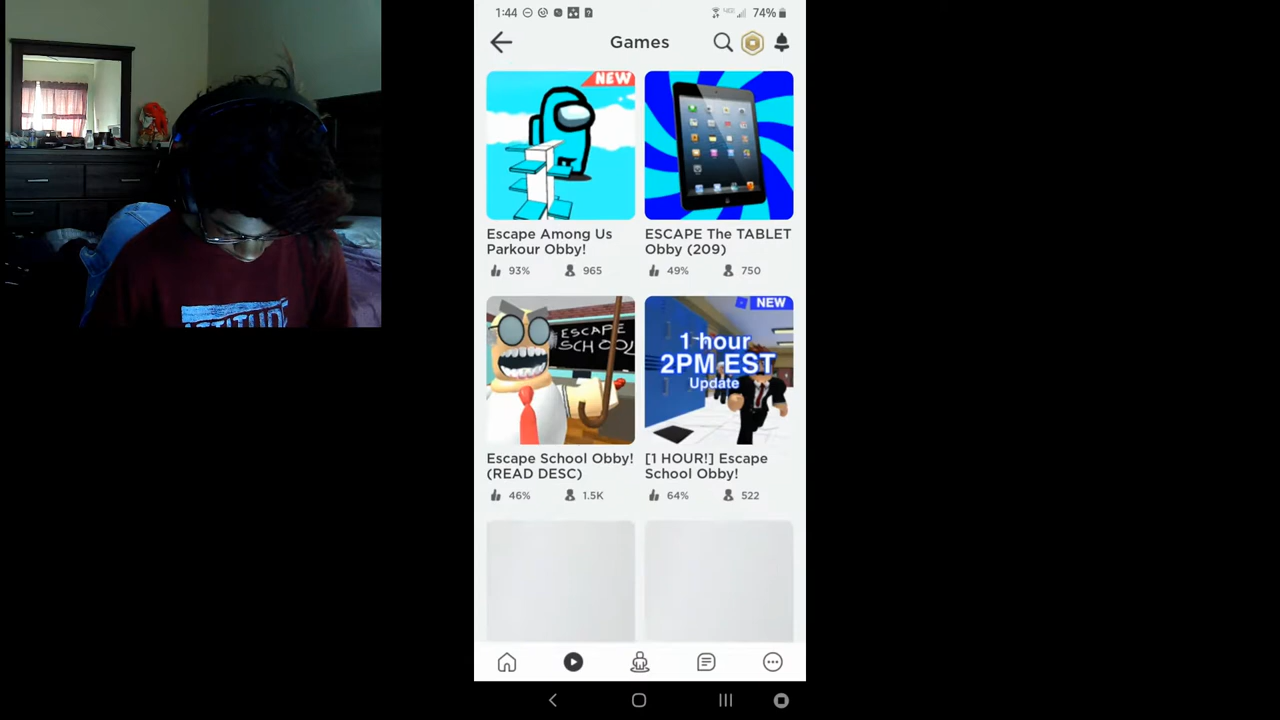 1:44
74%
Games
NEW
Escape Among Us
Parkour Obby!
93%
965
ESCAPE The TABLET
Obby (209)
49%
750
ESCAPE
SCHOOL
Escape School Obby!
(READ DESC)
46%
1.5K
NEW
1 hour
2PM EST
Update
[1 HOUR!] Escape
School Obby!
64%
522